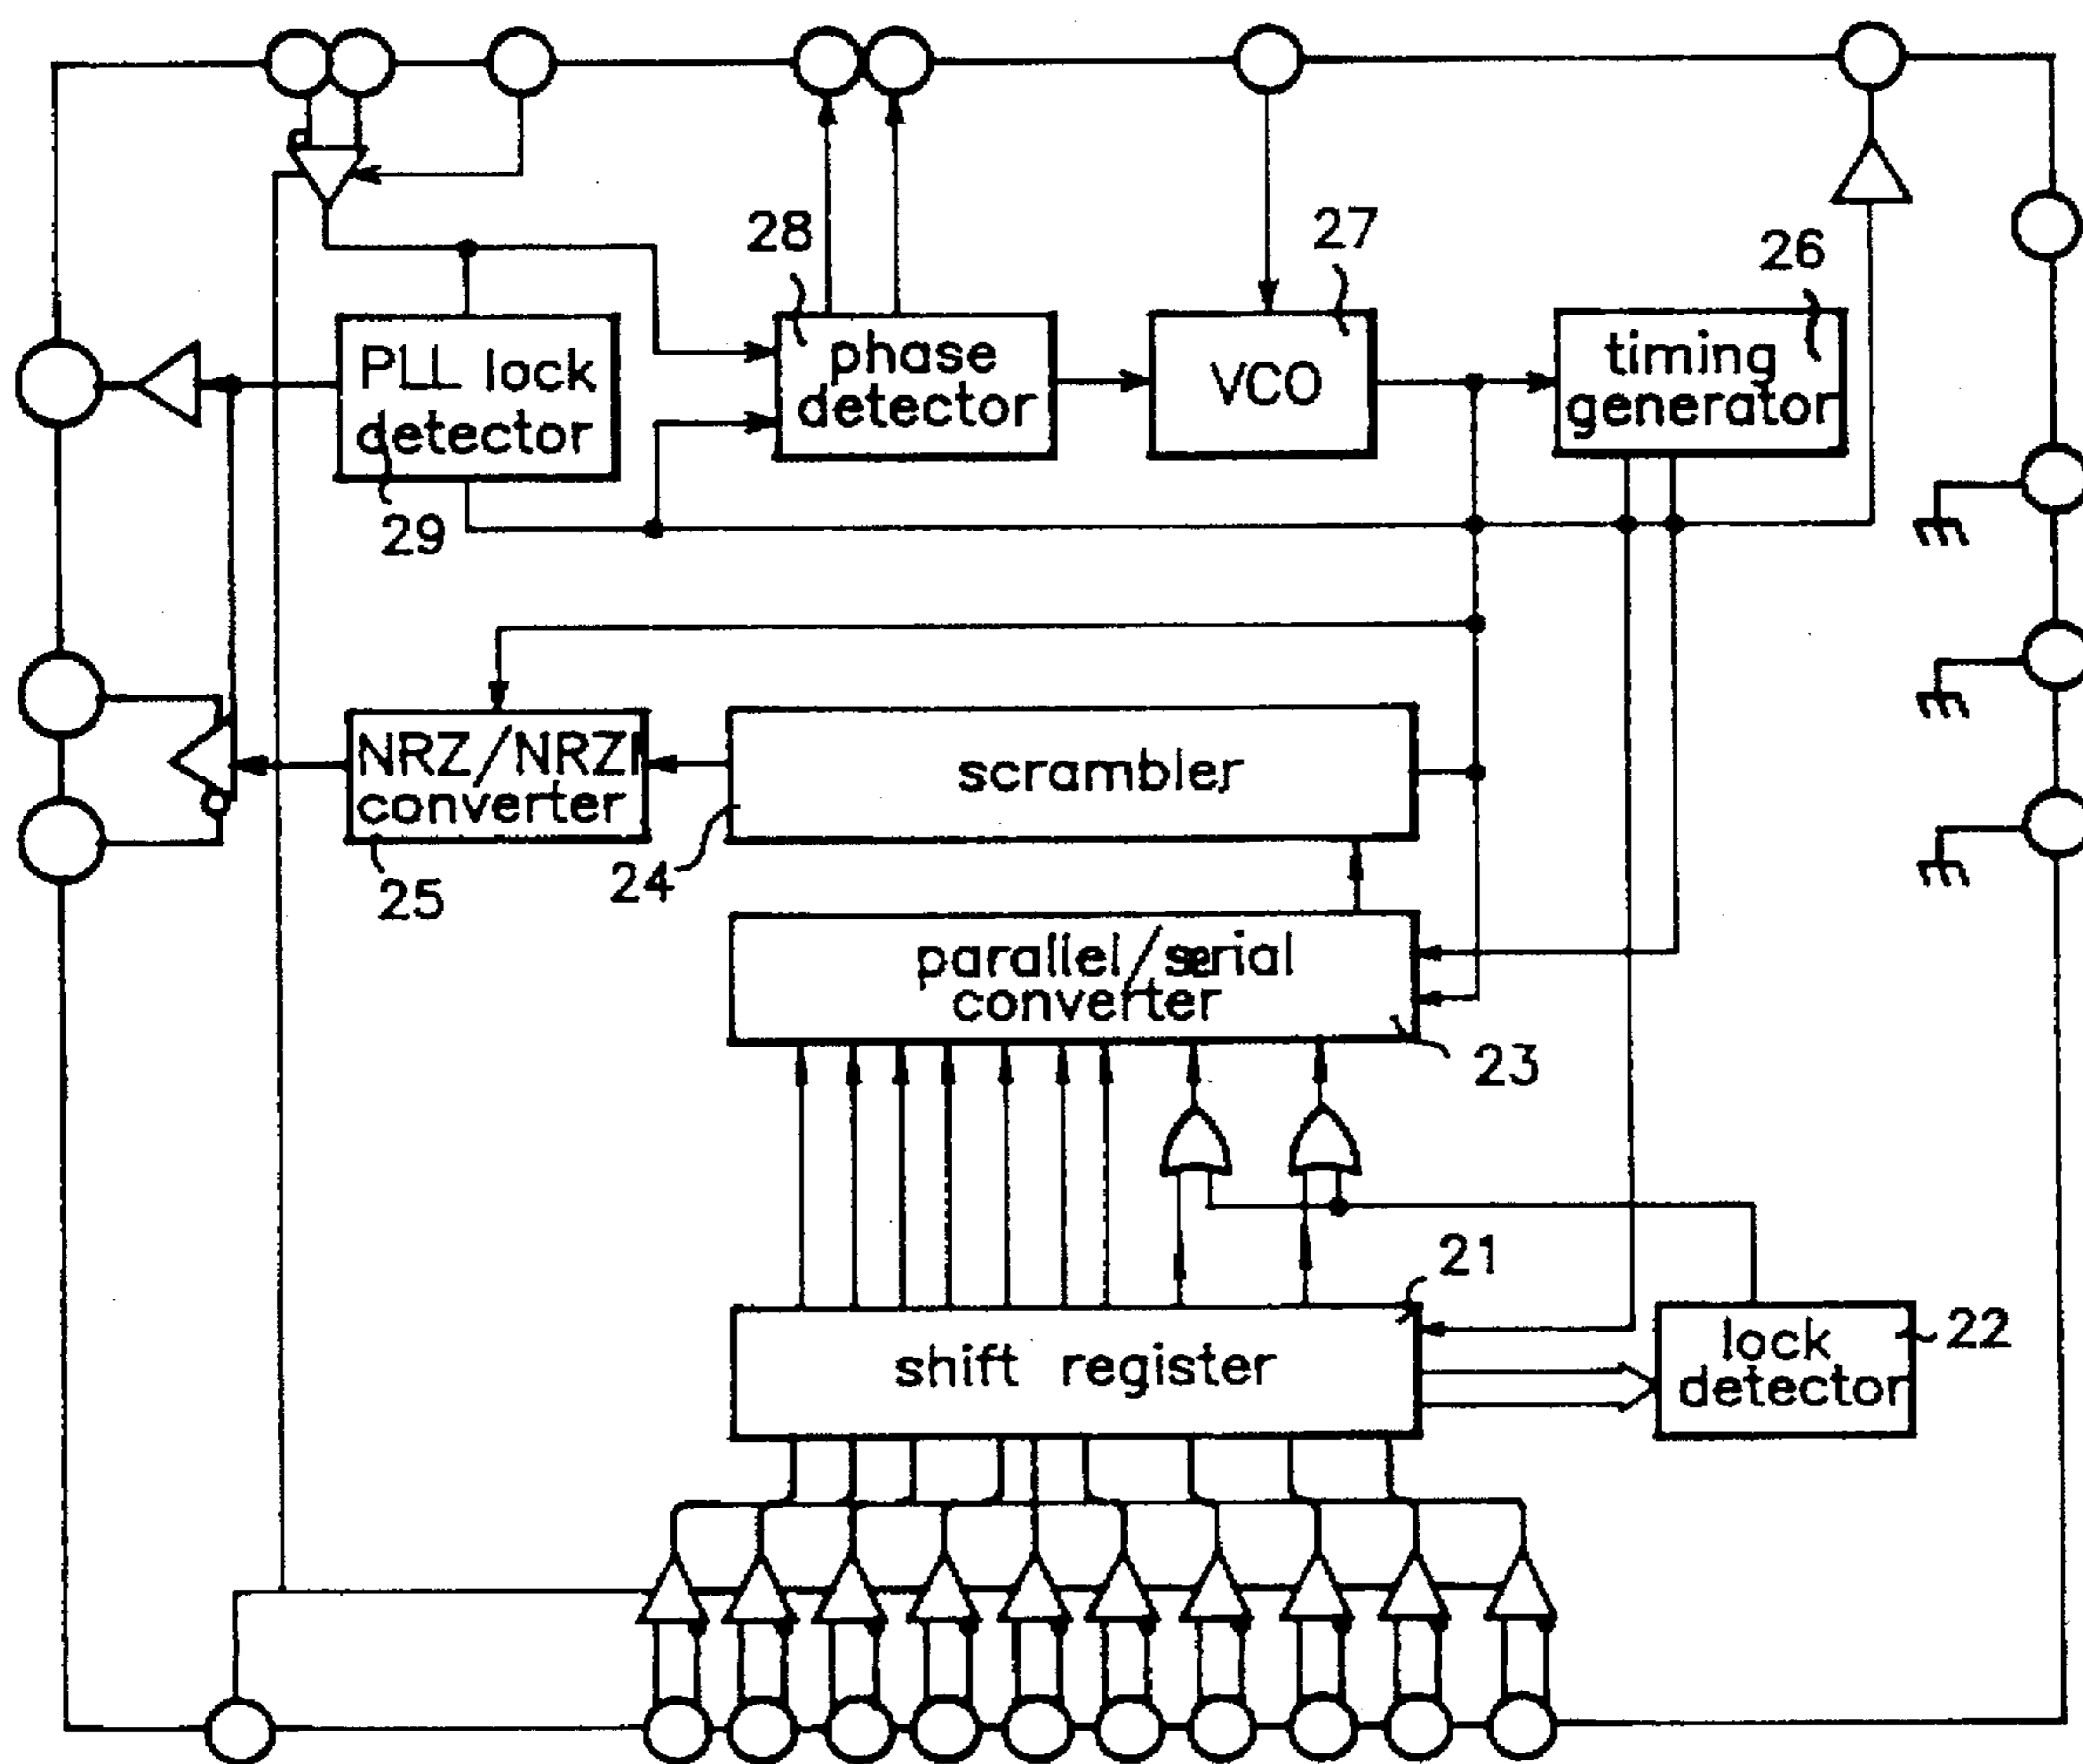 28
27
26
PLL lock
detector
phase
detector
VCO
timing
generator
29
NRZ/NRZI
converter
scrambler
25
24
parallel/serial
converter
23
21
shift register
lock
detector
22